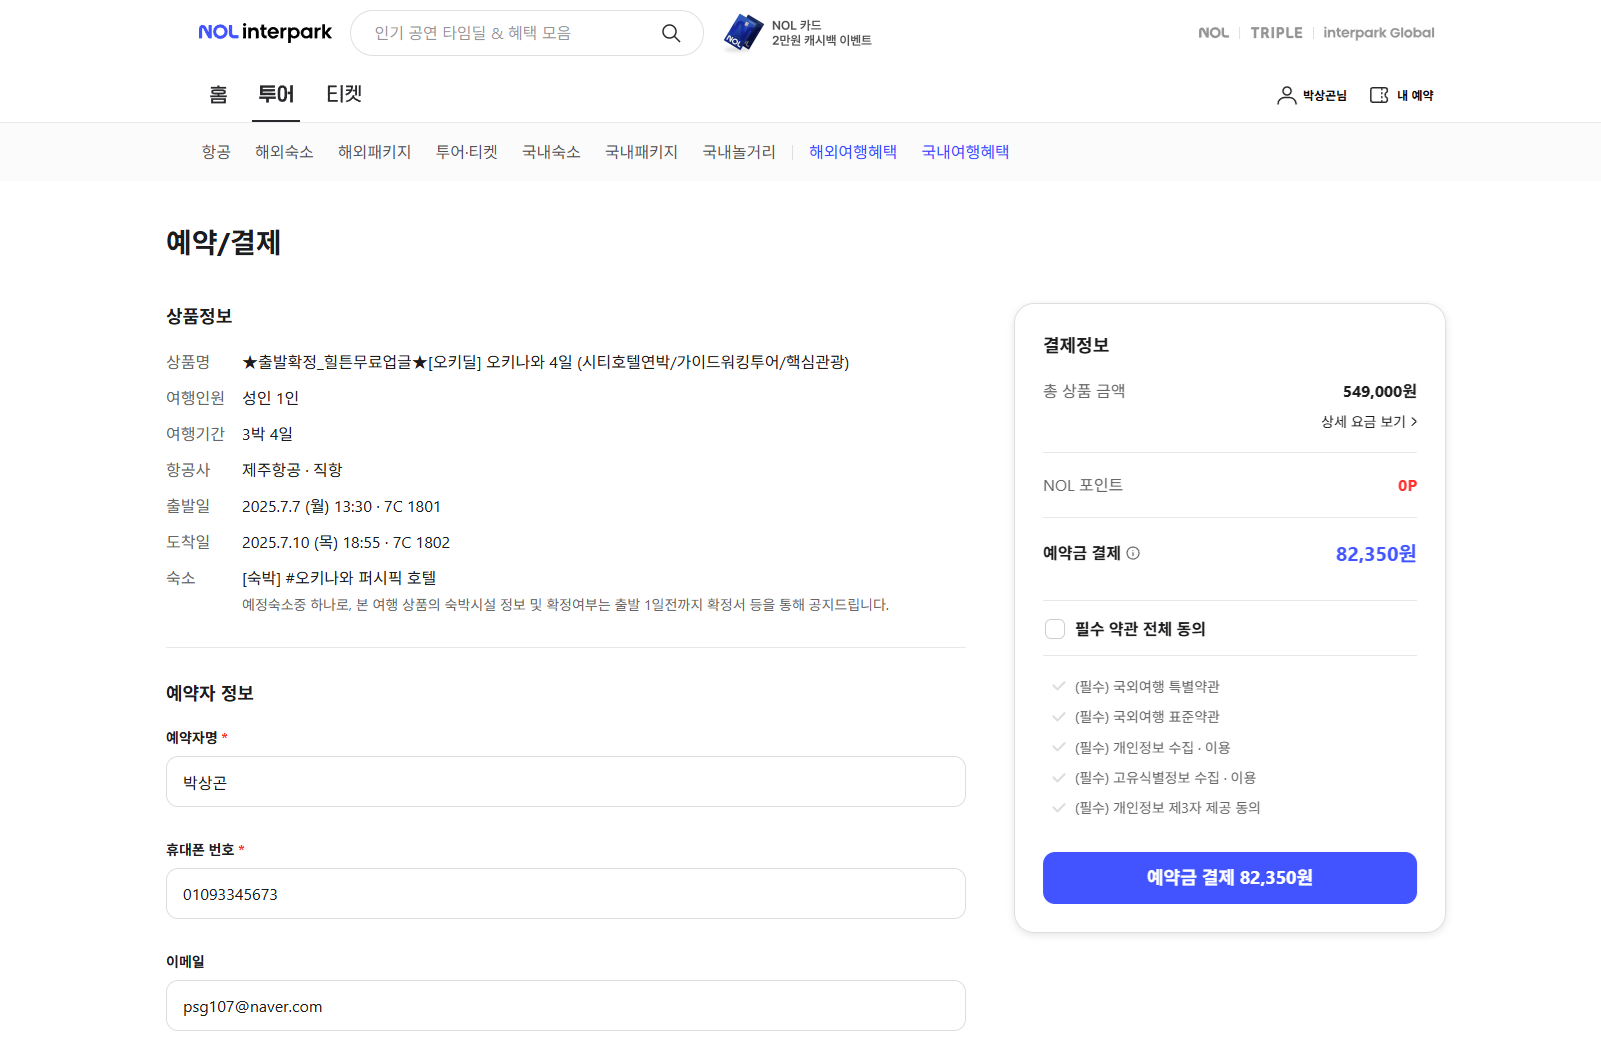 NOL interpark
인기 공연 타임딜 & 혜택 모음
NOL
NOL 카드
2만원 캐시백 이벤트
NOL
TRIPLE
interpark Global
홈
투어
티켓
박상곤님
내 예약
항공
해외숙소
해외패키지
투어·티켓
국내숙소
국내패키지
국내놀거리
해외여행혜택
국내여행혜택
예약/결제
상품정보
상품명 ★출발확정_힐튼무료업글★[오키딜] 오키나와 4일 (시티호텔연박/가이드워킹투어/핵심관광)
여행인원 성인 1인
여행기간 3박 4일
항공사 제주항공 · 직항
출발일 2025.7.7 (월) 13:30 · 7C 1801
도착일 2025.7.10 (목) 18:55 · 7C 1802
숙소 [숙박] #오키나와 퍼시픽 호텔
예정숙소중 하나로, 본 여행 상품의 숙박시설 정보 및 확정여부는 출발 1일전까지 확정서 등을 통해 공지드립니다.
예약자 정보
예약자명 *
박상곤
휴대폰 번호 *
01093345673
이메일
psg107@naver.com
결제정보
총 상품 금액 549,000원
상세 요금 보기 >
NOL 포인트 0P
예약금 결제 82,350원
필수 약관 전체 동의
(필수) 국외여행 특별약관
(필수) 국외여행 표준약관
(필수) 개인정보 수집 · 이용
(필수) 고유식별정보 수집 · 이용
(필수) 개인정보 제3자 제공 동의
예약금 결제 82,350원